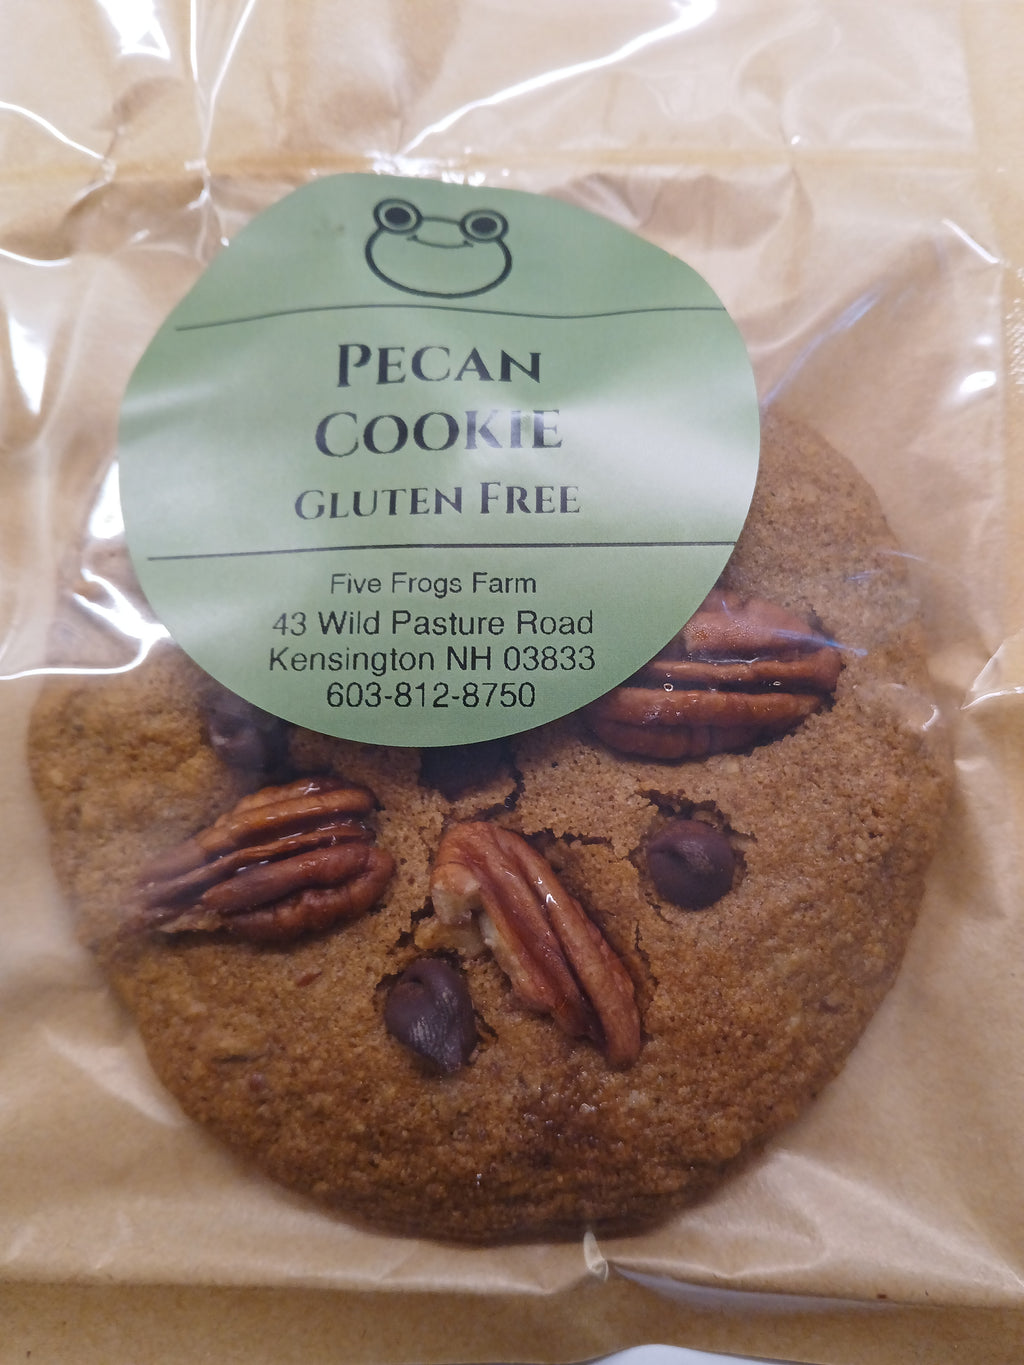 Pecan
Cookie
Gluten Free
Five Frogs Farm
43 Wild Pasture Road
Kensington NH 03833
603-812-8750